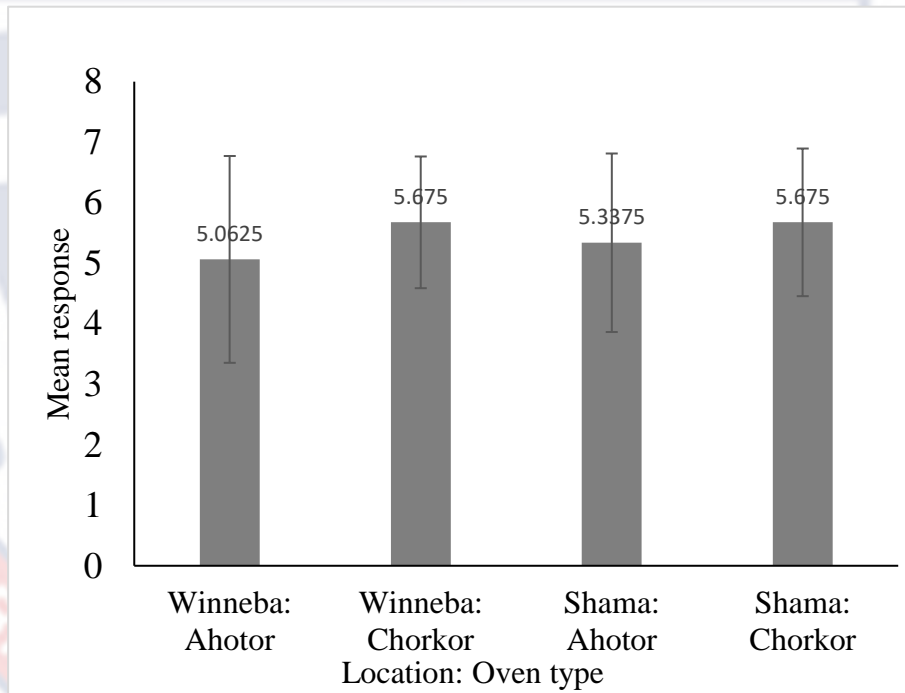 Mean response
8
7
6
5
4
3
2
1
0
5.0625
5.675
5.3375
5.675
Winneba:
Ahotor
Winneba:
Chorkor
Shama:
Ahotor
Shama:
Chorkor
Location: Oven type